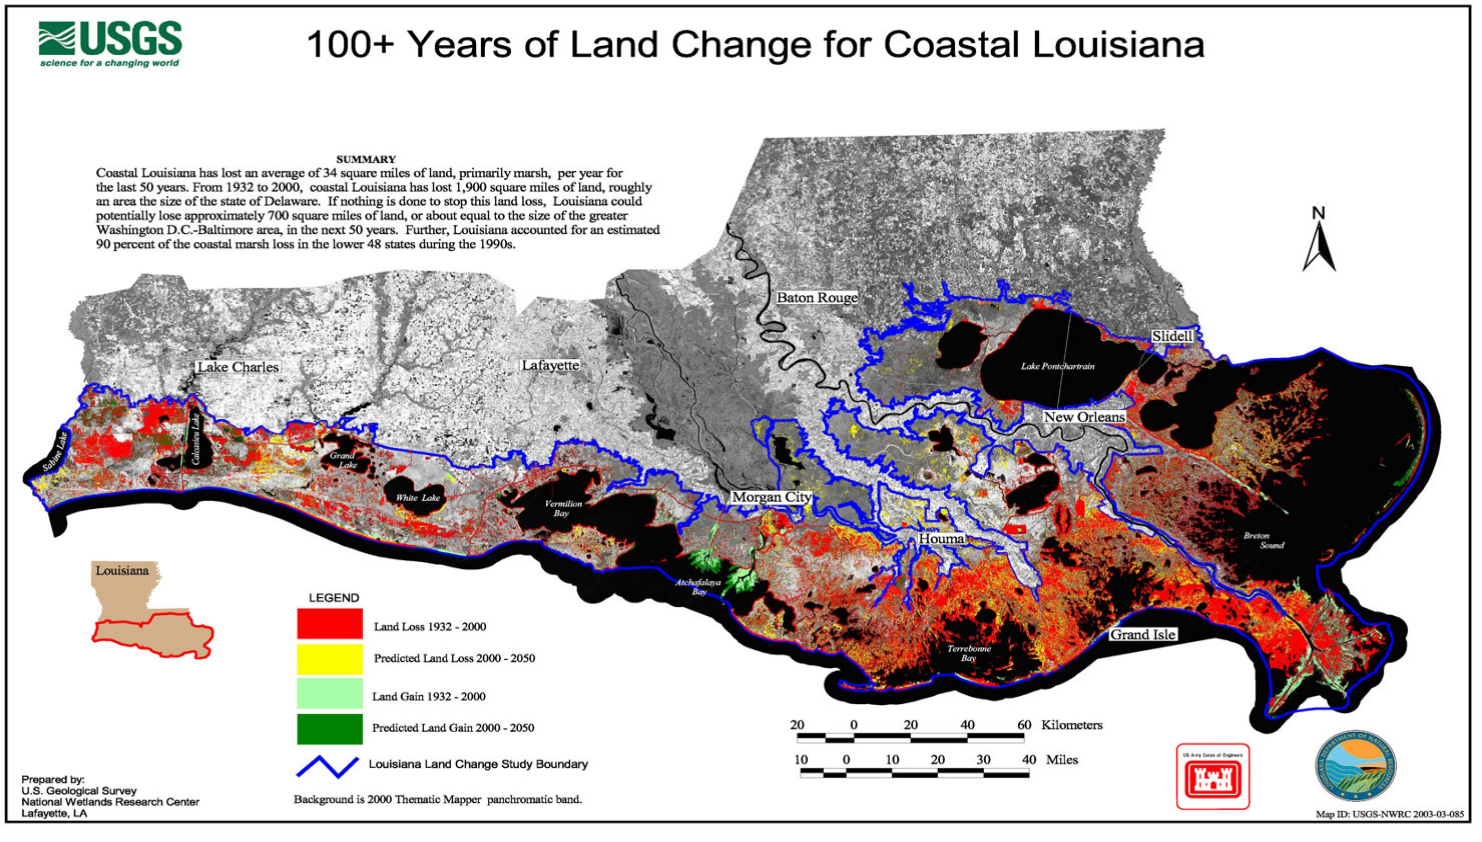 USGS
science for a changing world
100+ Years of Land Change for Coastal Louisiana
SUMMARY
Coastal Louisiana has lost an average of 34 square miles of land, primarily marsh, per year for
the last 50 years. From 1932 to 2000, coastal Louisiana has lost 1,900 square miles of land, roughly
an area the size of the state of Delaware. If nothing is done to stop this land loss, Louisiana could
potentially lose approximately 700 square miles of land, or about equal to the size of the greater
Washington D.C.-Baltimore area, in the next 50 years. Further, Louisiana accounted for an estimated
90 percent of the coastal marsh loss in the lower 48 states during the 1990s.
N
Baton Rouge
Slidell
Lake Charles
Lafayette
Lake Pontchartrain
New Orleans
Sabine Lake
Calcasieu Lake
Grand
Lake
White Lake
Vermilion
Bay
Morgan City
Houma
Breton
Sound
Atchafalaya
Bay
Grand Isle
Terrebonne
Bay
Louisiana
LEGEND
Land Loss 1932 - 2000
Predicted Land Loss 2000 - 2050
Land Gain 1932 - 2000
Predicted Land Gain 2000 - 2050
Louisiana Land Change Study Boundary
Background is 2000 Thematic Mapper panchromatic band.
20 0 20 40 60 Kilometers
10 0 10 20 30 40 Miles
Prepared by:
U.S. Geological Survey
National Wetlands Research Center
Lafayette, LA
US Army Corps of Engineers
LOUISIANA DEPARTMENT OF NATURAL RESOURCES
Map ID: USGS-NWRC 2003-03-085